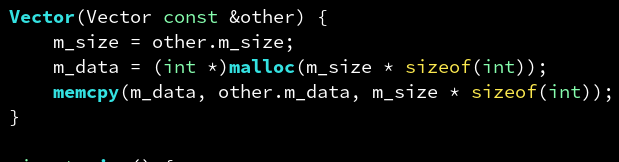 Vector(Vector const &other) {
    m_size = other.m_size;
    m_data = (int *)malloc(m_size * sizeof(int));
    memcpy(m_data, other.m_data, m_size * sizeof(int));
}